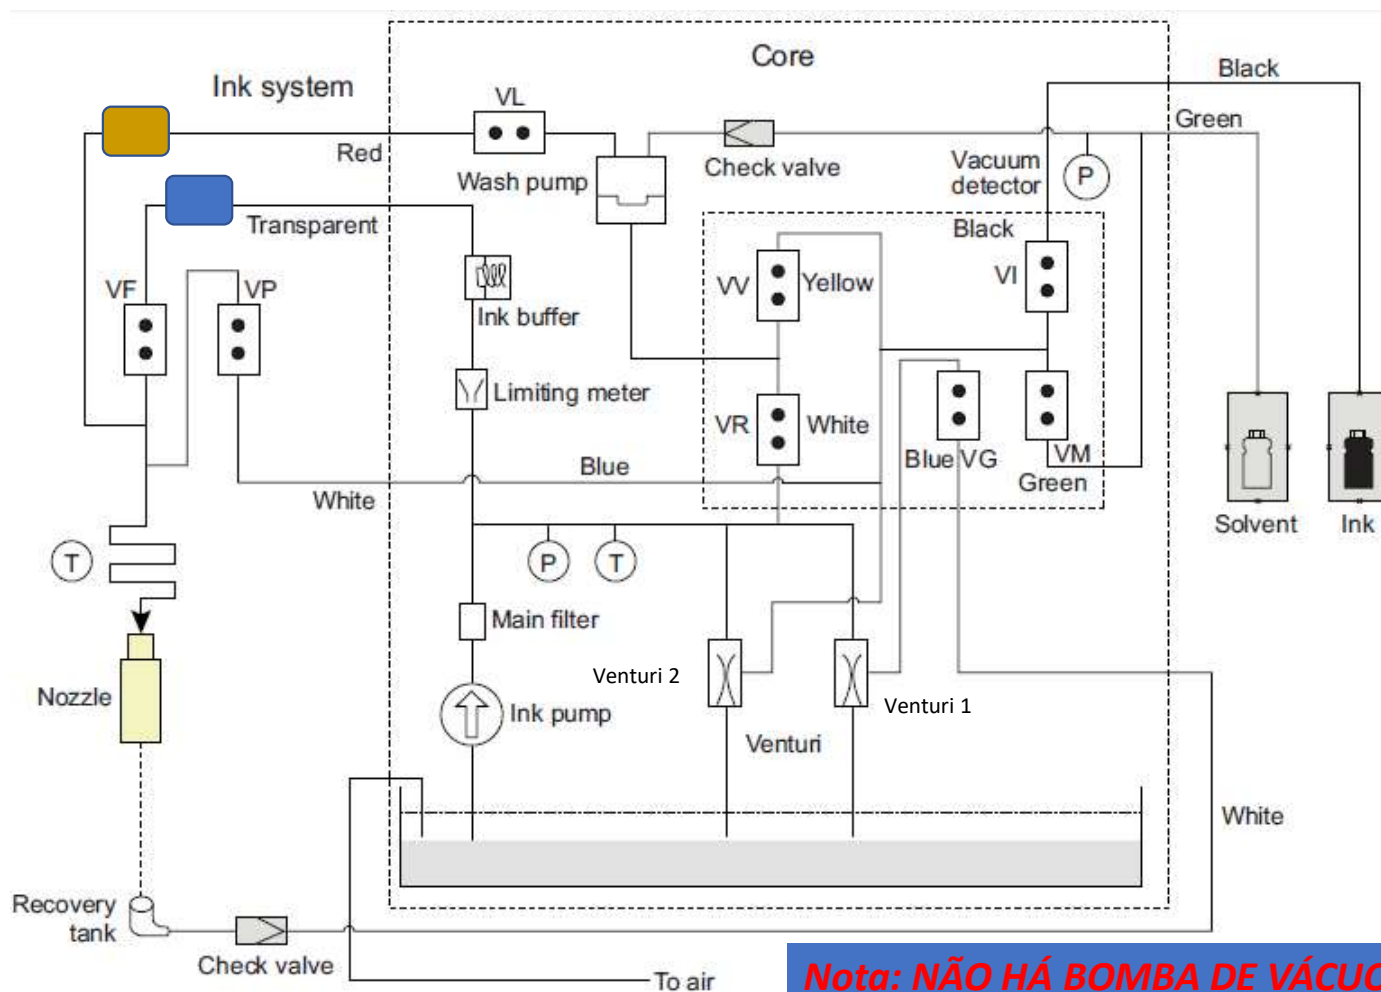 Core
Ink system
Black
VL
Green
Red
Check valve
Vacuum
detector
P
Wash pump
Transparent
Black
VF
VP
VV
Yellow
VI
Ink buffer
Limiting meter
VR
White
Blue VG
VM
Blue
Green
White
Solvent
Ink
T
P
T
Main filter
Venturi 2
Nozzle
Ink pump
Venturi 1
Venturi
White
Recovery
tank
Check valve
To air
Nota: NÃO HÁ BOMBA DE VÁCUO